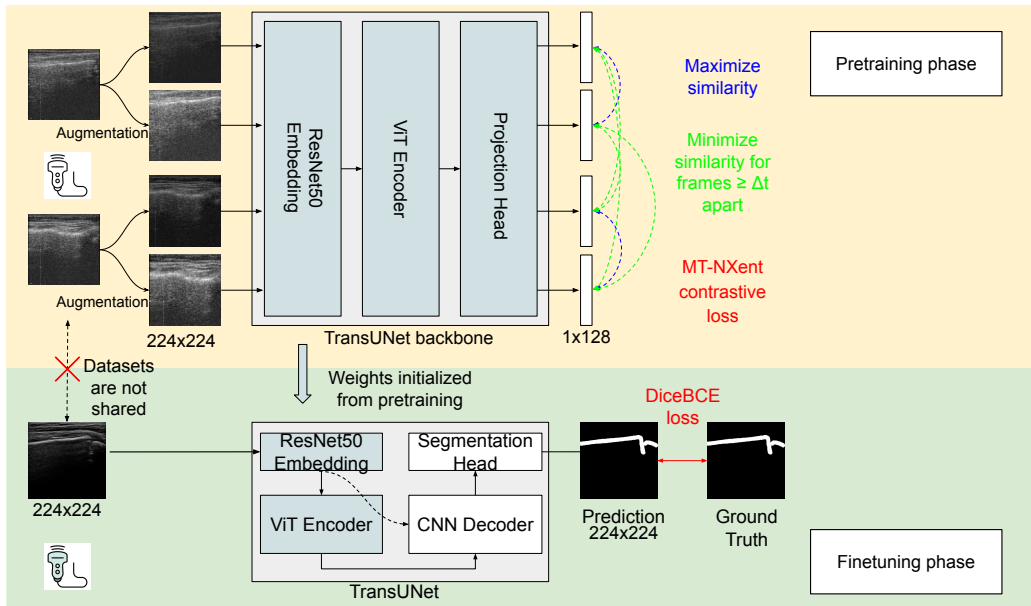 Pretraining phase
Augmentation
Augmentation
224x224
ResNet50
Embedding
ViT Encoder
Projection Head
TransUNet backbone
1x128
Maximize
similarity
Minimize
similarity for
frames ≥ Δt
apart
MT-NXent
contrastive
loss
Datasets
are not
shared
Weights initialized
from pretraining
224x224
ResNet50
Embedding
Segmentation
Head
ViT Encoder
CNN Decoder
TransUNet
DiceBCE
loss
Prediction
224x224
Ground
Truth
Finetuning phase